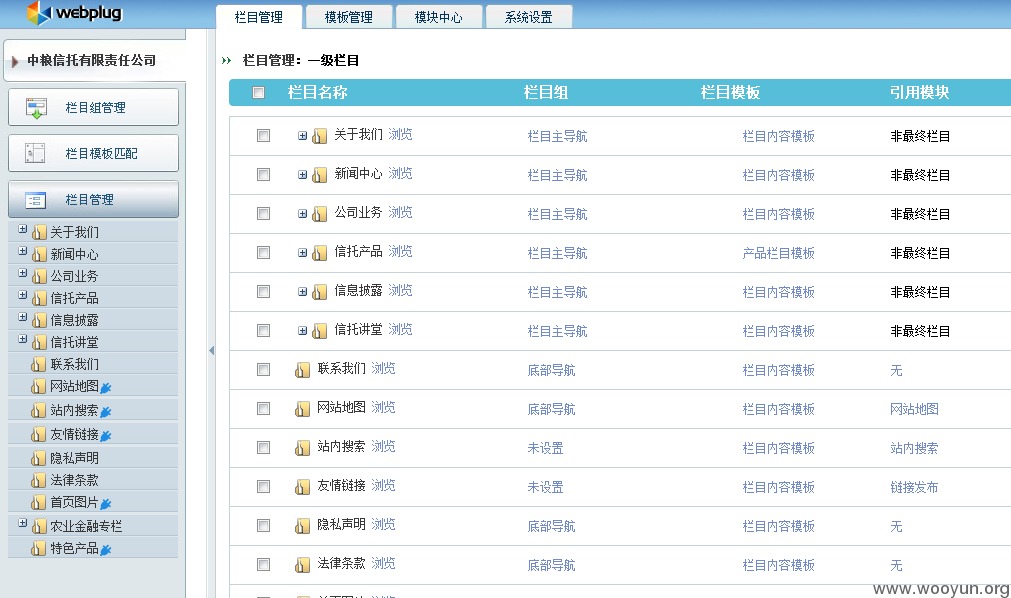 webplug
栏目管理 模板管理 模块中心 系统设置
中粮信托有限责任公司
栏目管理：一级栏目
栏目组管理
栏目模板匹配
栏目管理
关于我们
新闻中心
公司业务
信托产品
信息披露
信托讲堂
联系我们
网站地图
站内搜索
友情链接
隐私声明
法律条款
首页图片
农业金融专栏
特色产品
栏目名称 栏目组 栏目模板 引用模块
关于我们 浏览 栏目主导航 栏目内容模板 非最终栏目
新闻中心 浏览 栏目主导航 栏目内容模板 非最终栏目
公司业务 浏览 栏目主导航 栏目内容模板 非最终栏目
信托产品 浏览 栏目主导航 产品栏目模板 非最终栏目
信息披露 浏览 栏目主导航 栏目内容模板 非最终栏目
信托讲堂 浏览 栏目主导航 栏目内容模板 非最终栏目
联系我们 浏览 底部导航 栏目内容模板 无
网站地图 浏览 底部导航 栏目内容模板 网站地图
站内搜索 浏览 未设置 栏目内容模板 站内搜索
友情链接 浏览 未设置 栏目内容模板 链接发布
隐私声明 浏览 底部导航 栏目内容模板 无
法律条款 浏览 底部导航 栏目内容模板 无
www.wooyun.org